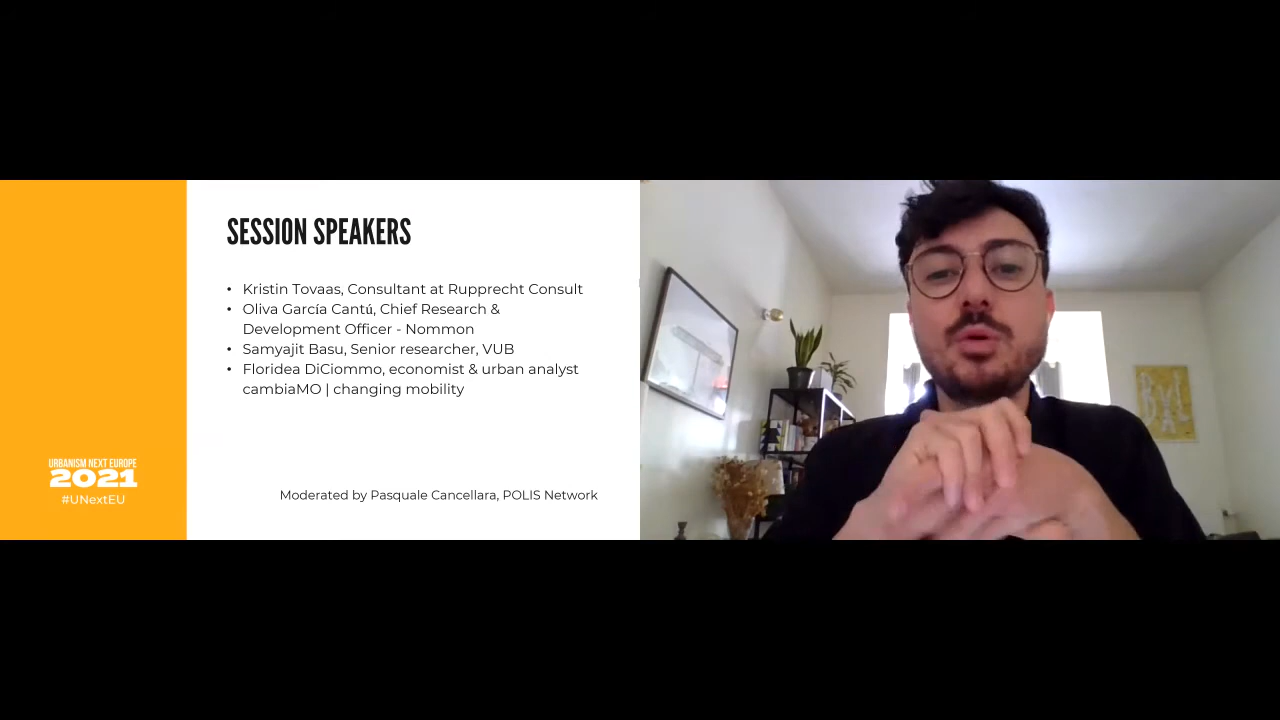 SESSION SPEAKERS
• Kristin Tovaas, Consultant at Rupprecht Consult
• Oliva García Cantú, Chief Research &
Development Officer - Nommon
• Samyajit Basu, Senior researcher, VUB
• Floridea DiCiommo, economist & urban analyst
cambiaMO | changing mobility
Moderated by Pasquale Cancellara, POLIS Network
URBANISM NEXT EUROPE
2021
#UNextEU